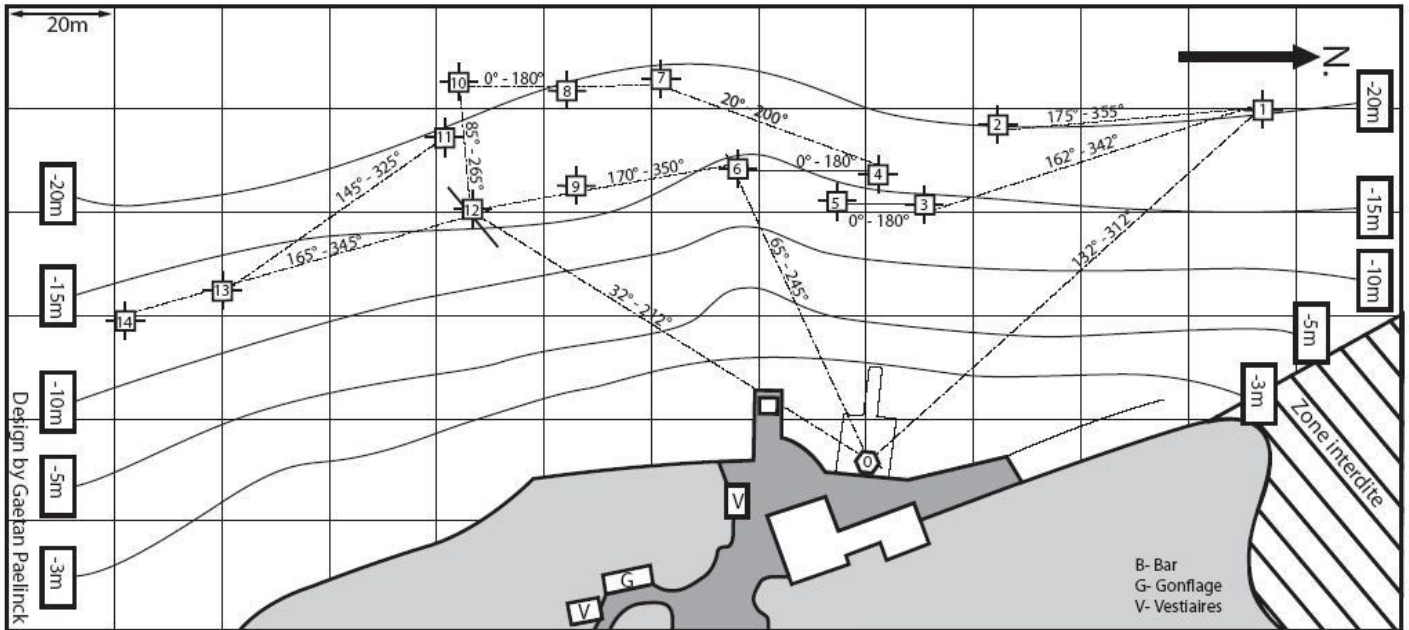 20m
N.
10
0° - 180°
8
7
20° - 200°
2
175° - 355°
1
-20m
11
85° - 265°
162° - 342°
145° - 325°
-20m
12
9
170° - 350°
6
0° - 180°
4
5
3
0° - 180°
-15m
165° - 345°
132° - 312°
-10m
-15m
14
13
32° - 212°
65° - 245°
-5m
-10m
-3m
0
Zone interdite
-5m
V
-3m
G
V
B- Bar
G- Gonflage
V- Vestiaires
Design by Gaetan Paelinck